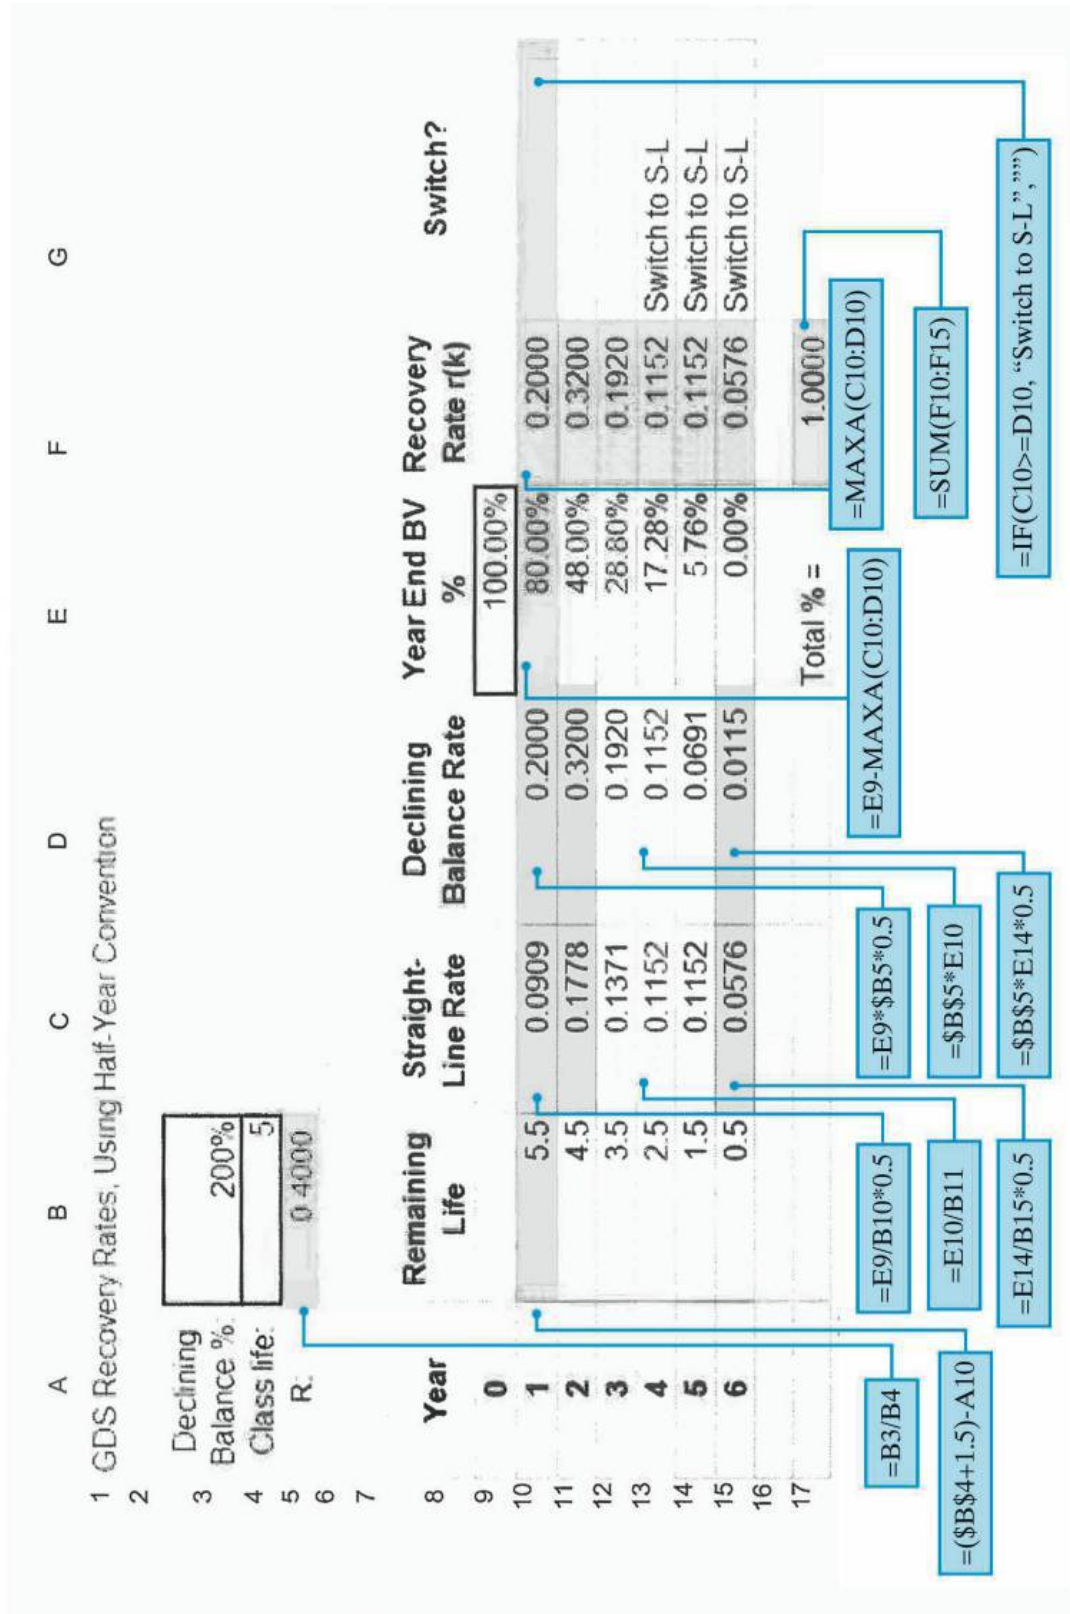 A B C D E F G
1 GDS Recovery Rates, Using Half-Year Convention
2
Declining
3 Balance %: 200%
4 Class life: 5
5 R: 0.4000
6
7
Remaining Straight- Declining Year End BV Recovery
8 Year Life Line Rate Balance Rate % Rate r(k) Switch?
9 0 100.00%
10 1 5.5 0.0909 0.2000 80.00% 0.2000
11 2 4.5 0.1778 0.3200 48.00% 0.3200
12 3 3.5 0.1371 0.1920 28.80% 0.1920
13 4 2.5 0.1152 0.1152 17.28% 0.1152 Switch to S-L
14 5 1.5 0.1152 0.0691 5.76% 0.1152 Switch to S-L
15 6 0.5 0.0576 0.0115 0.00% 0.0576 Switch to S-L
16
17 Total % = 1.0000
=B3/B4
=($B$4+1.5)-A10
=E9/B10*0.5
=E10/B11
=E14/B15*0.5
=E9*$B5*0.5
=$B$5*E10
=$B$5*E14*0.5
=E9-MAXA(C10:D10)
=MAXA(C10:D10)
=SUM(F10:F15)
=IF(C10>=D10, “Switch to S-L”,””)